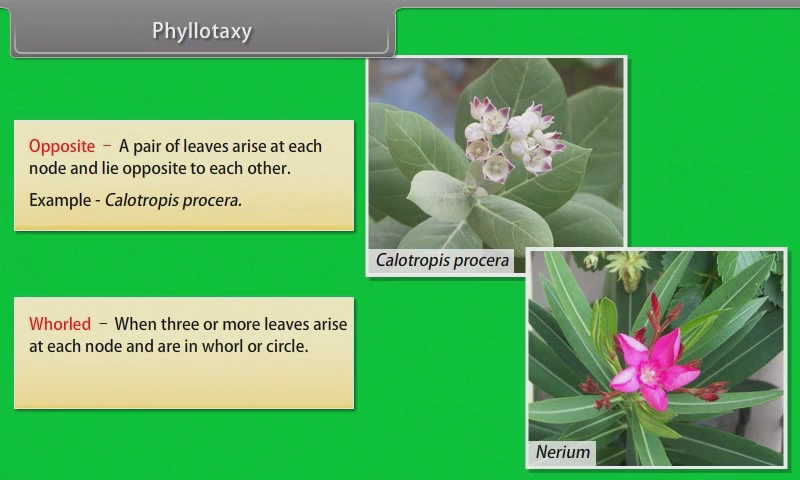 Phyllotaxy
Opposite – A pair of leaves arise at each
node and lie opposite to each other.
Example - Calotropis procera.
Calotropis procera
Whorled – When three or more leaves arise
at each node and are in whorl or circle.
Nerium